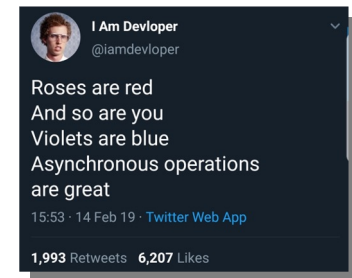 I Am Devloper
@iamdevloper
Roses are red
And so are you
Violets are blue
Asynchronous operations
are great
15:53 · 14 Feb 19 · Twitter Web App
1,993 Retweets 6,207 Likes